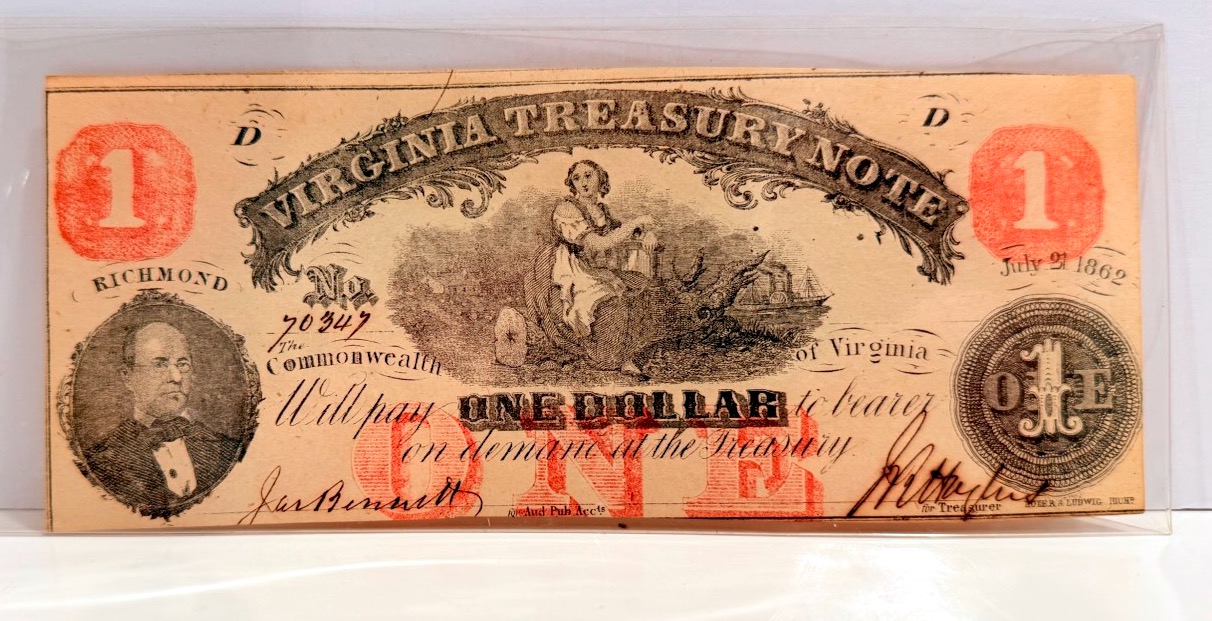 D
D
VIRGINIA TREASURY NOTE
1
1
RICHMOND
July 21 1862
No.
70347
The
Commonwealth
of Virginia
ONE
Will pay ONE DOLLAR to bearer
on demand at the Treasury
ONE
Jas Bennett
for Aud Pub Accts
for Treasurer